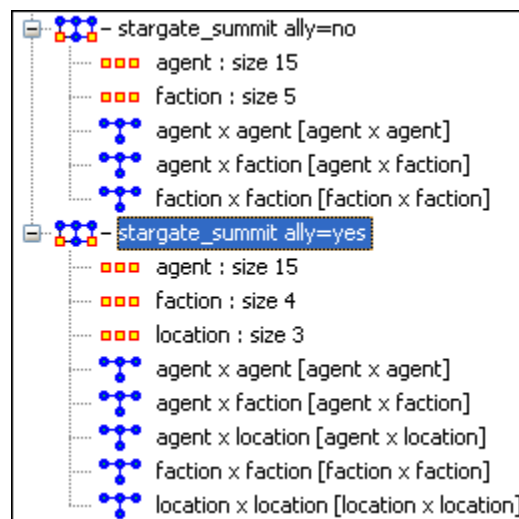 stargate_summit ally=no
agent : size 15
faction : size 5
agent x agent [agent x agent]
agent x faction [agent x faction]
faction x faction [faction x faction]
stargate_summit ally=yes
agent : size 15
faction : size 4
location : size 3
agent x agent [agent x agent]
agent x faction [agent x faction]
agent x location [agent x location]
faction x faction [faction x faction]
location x location [location x location]